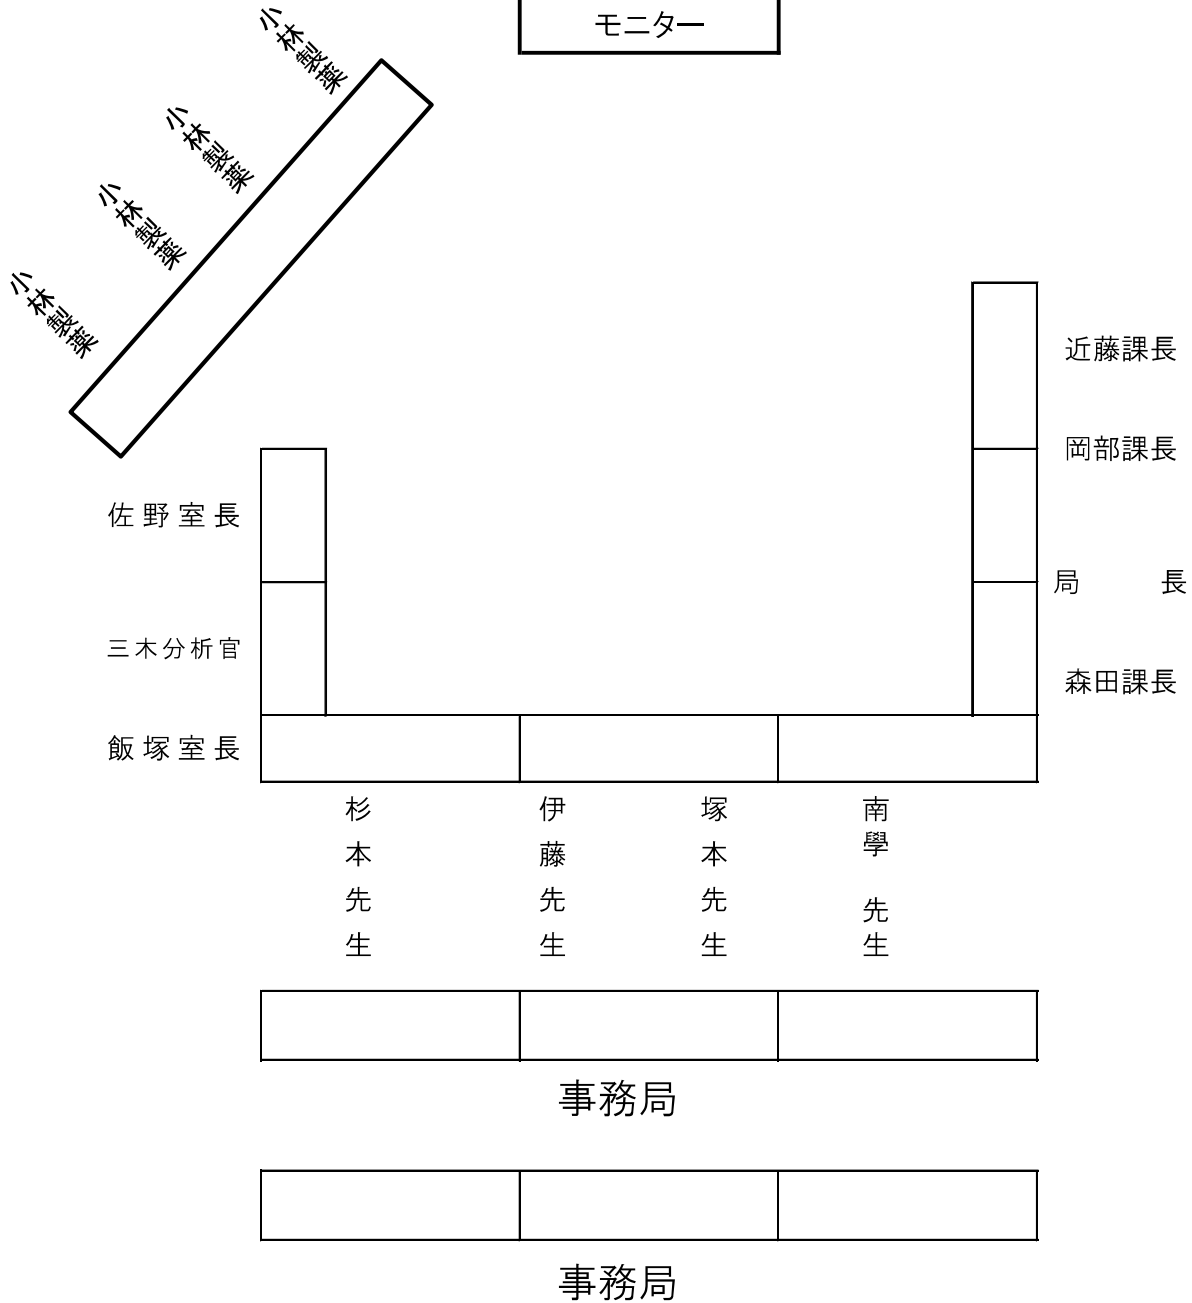 モニター
小林製薬
小林製薬
小林製薬
小林製薬
近藤課長
岡部課長
佐野室長
局長
三木分析官
森田課長
飯塚室長
杉本先生
伊藤先生
塚本先生
南學 先生
事務局
事務局